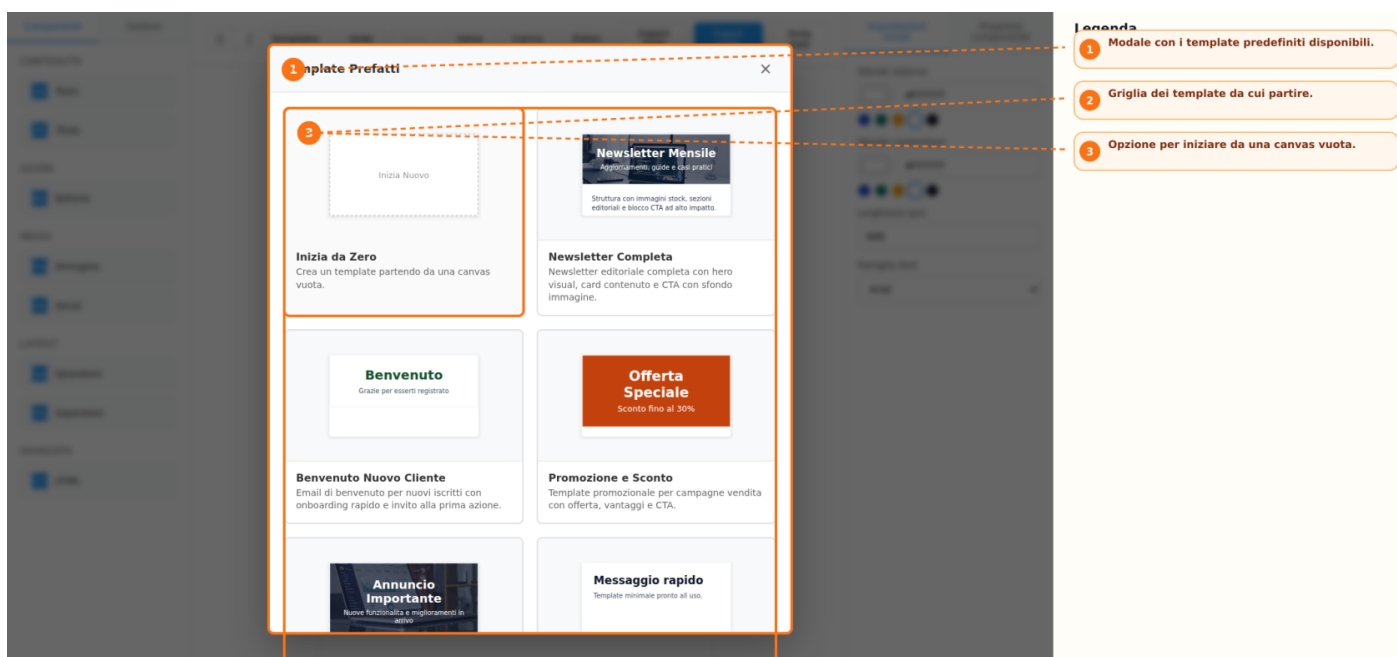 Legenda
1 Modale con i template predefiniti disponibili.
2 Griglia dei template da cui partire.
3 Opzione per iniziare da una canvas vuota.
1 mplate Prefatti ×
3
Inizia Nuovo
Inizia da Zero
Crea un template partendo da una canvas
vuota.
Newsletter Mensile
Aggiornamenti, guide e casi pratici
Struttura con immagini stock, sezioni
editoriali e blocco CTA ad alto impatto.
Newsletter Completa
Newsletter editoriale completa con hero
visual, card contenuto e CTA con sfondo
immagine.
Benvenuto
Grazie per esserti registrato
Benvenuto Nuovo Cliente
Email di benvenuto per nuovi iscritti con
onboarding rapido e invito alla prima azione.
Offerta
Speciale
Sconto fino al 30%
Promozione e Sconto
Template promozionale per campagne vendita
con offerta, vantaggi e CTA.
Annuncio
Importante
Nuove funzionalita e miglioramenti in
arrivo
Messaggio rapido
Template minimale pronto all uso.